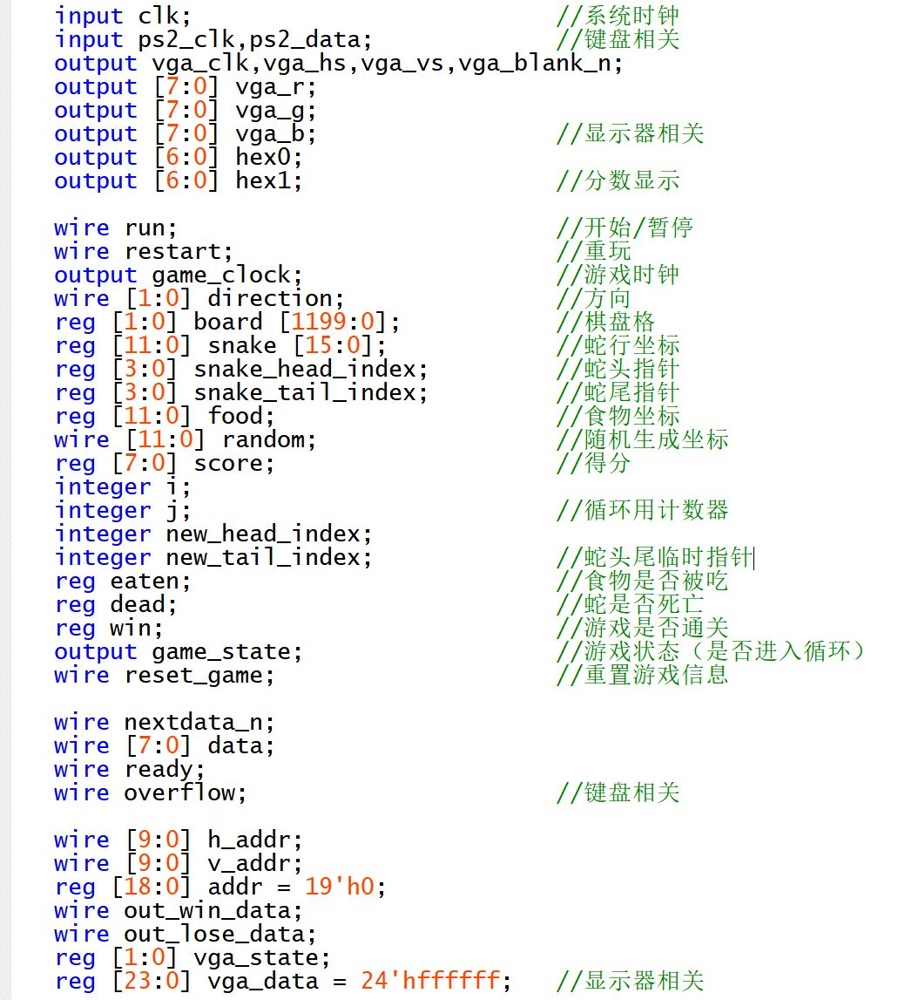 input clk; //系统时钟
input ps2_clk,ps2_data; //键盘相关
output vga_clk,vga_hs,vga_vs,vga_blank_n;
output [7:0] vga_r;
output [7:0] vga_g;
output [7:0] vga_b; //显示器相关
output [6:0] hex0;
output [6:0] hex1; //分数显示
wire run; //开始/暂停
wire restart; //重玩
output game_clock; //游戏时钟
wire [1:0] direction; //方向
reg [1:0] board [1199:0]; //棋盘格
reg [11:0] snake [15:0]; //蛇行坐标
reg [3:0] snake_head_index; //蛇头指针
reg [3:0] snake_tail_index; //蛇尾指针
reg [11:0] food; //食物坐标
wire [11:0] random; //随机生成坐标
reg [7:0] score; //得分
integer i;
integer j; //循环用计数器
integer new_head_index;
integer new_tail_index; //蛇头尾临时指针
reg eaten; //食物是否被吃
reg dead; //蛇是否死亡
reg win; //游戏是否通关
output game_state; //游戏状态（是否进入循环）
wire reset_game; //重置游戏信息
wire nextdata_n;
wire [7:0] data;
wire ready;
wire overflow; //键盘相关
wire [9:0] h_addr;
wire [9:0] v_addr;
reg [18:0] addr = 19'h0;
wire out_win_data;
wire out_lose_data;
reg [1:0] vga_state;
reg [23:0] vga_data = 24'hffffff; //显示器相关